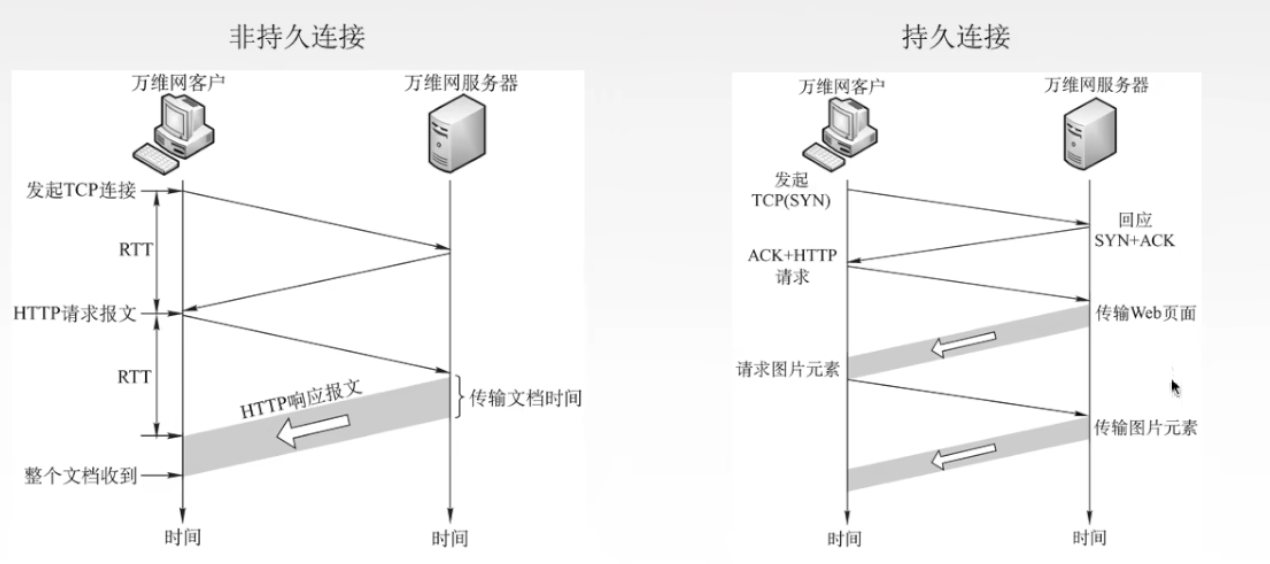 非持久连接
万维网客户
万维网服务器
发起TCP连接
RTT
HTTP请求报文
RTT
HTTP响应报文
传输文档时间
整个文档收到
时间
时间
持久连接
万维网客户
万维网服务器
发起
TCP(SYN)
回应
SYN+ACK
ACK+HTTP
请求
传输Web页面
请求图片元素
传输图片元素
时间
时间